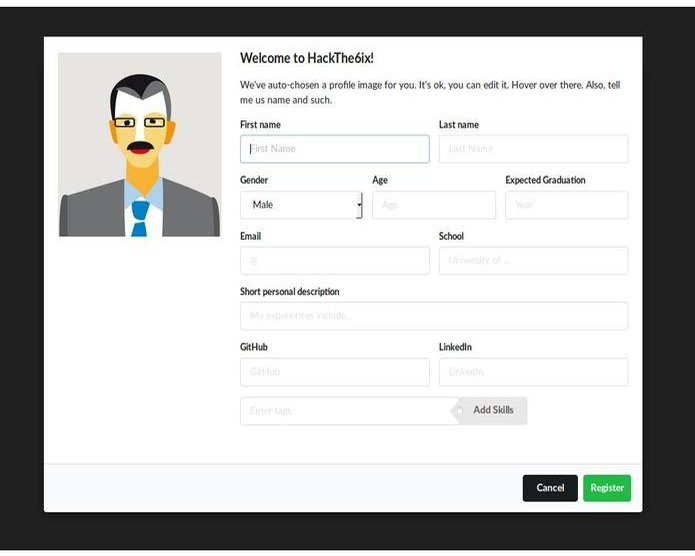 Welcome to HackThe6ix!
We've auto-chosen a profile image for you. It's ok, you can edit it. Hover over there. Also, tell
me us name and such.
First name Last name
First Name Last Name
Gender Age Expected Graduation
Male Age Year
Email School
@ University of ...
Short personal description
My experiences include...
GitHub LinkedIn
GitHub LinkedIn
Enter tags Add Skills
Cancel Register